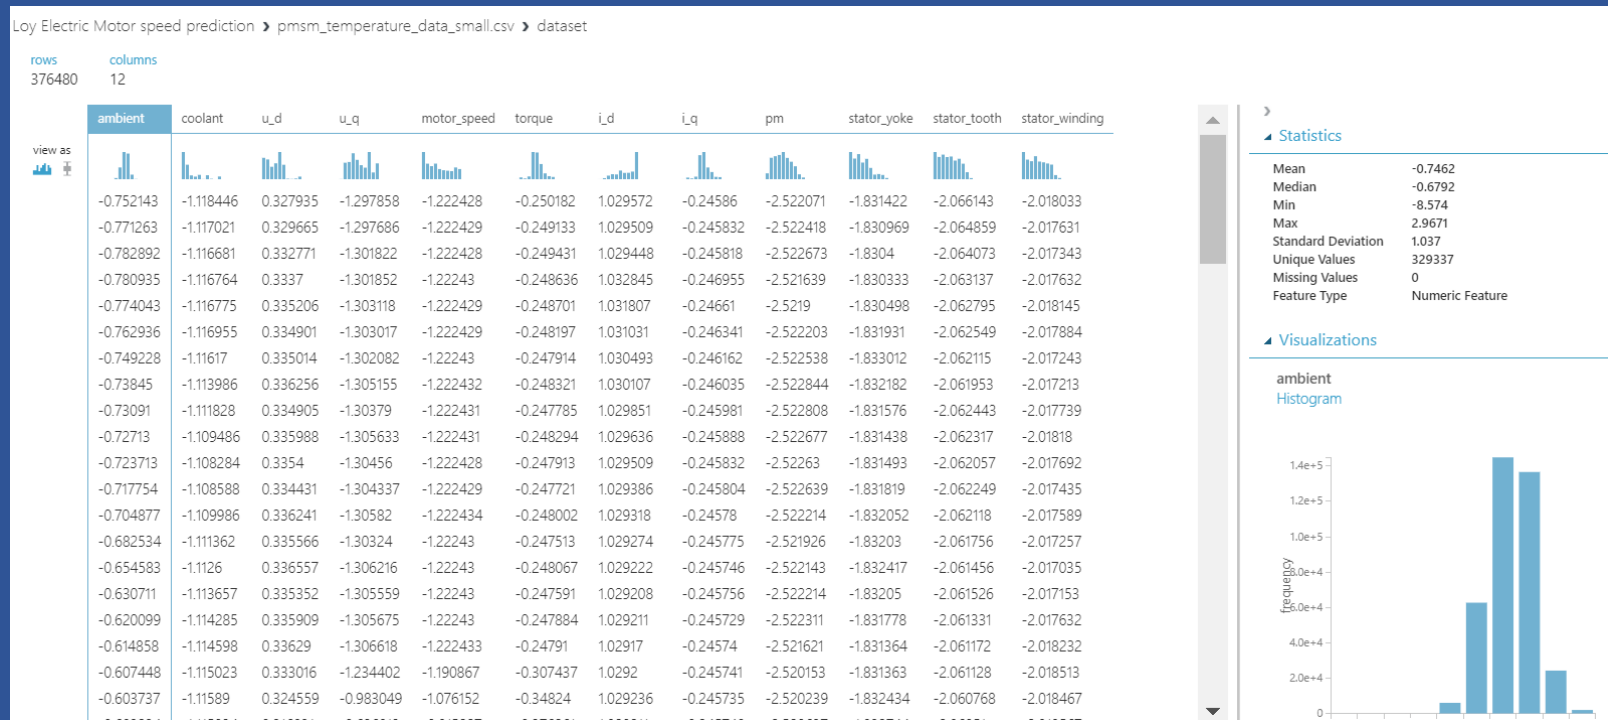 Loy Electric Motor speed prediction › pmsm_temperature_data_small.csv › dataset
rows columns
376480 12
ambient coolant u_d u_q motor_speed torque i_d i_q pm stator_yoke stator_tooth stator_winding
view as
-0.752143 -1.118446 0.327935 -1.297858 -1.222428 -0.250182 1.029572 -0.24586 -2.522071 -1.831422 -2.066143 -2.018033
-0.771263 -1.117021 0.329665 -1.297686 -1.222429 -0.249133 1.029509 -0.245832 -2.522418 -1.830969 -2.064859 -2.017631
-0.782892 -1.116681 0.332771 -1.301822 -1.222428 -0.249431 1.029448 -0.245818 -2.522673 -1.8304 -2.064073 -2.017343
-0.780935 -1.116764 0.3337 -1.301852 -1.22243 -0.248636 1.032845 -0.246955 -2.521639 -1.830333 -2.063137 -2.017632
-0.774043 -1.116775 0.335206 -1.303118 -1.222429 -0.248701 1.031807 -0.24661 -2.5219 -1.830498 -2.062795 -2.018145
-0.762936 -1.116955 0.334901 -1.303017 -1.222429 -0.248197 1.031031 -0.246341 -2.522203 -1.831931 -2.062549 -2.017884
-0.749228 -1.11617 0.335014 -1.302082 -1.22243 -0.247914 1.030493 -0.246162 -2.522538 -1.833012 -2.062115 -2.017243
-0.73845 -1.113986 0.336256 -1.305155 -1.222432 -0.248321 1.030107 -0.246035 -2.522844 -1.832182 -2.061953 -2.017213
-0.73091 -1.111828 0.334905 -1.30379 -1.222431 -0.247785 1.029851 -0.245981 -2.522808 -1.831576 -2.062443 -2.017739
-0.72713 -1.109486 0.335988 -1.305633 -1.222431 -0.248294 1.029636 -0.245888 -2.522677 -1.831438 -2.062317 -2.01818
-0.723713 -1.108284 0.3354 -1.30456 -1.222428 -0.247913 1.029509 -0.245832 -2.52263 -1.831493 -2.062057 -2.017692
-0.717754 -1.108588 0.334431 -1.304337 -1.222429 -0.247721 1.029386 -0.245804 -2.522639 -1.831819 -2.062249 -2.017435
-0.704877 -1.109986 0.336241 -1.30582 -1.222434 -0.248002 1.029318 -0.24578 -2.522214 -1.832052 -2.062118 -2.017589
-0.682534 -1.111362 0.335566 -1.30324 -1.22243 -0.247513 1.029274 -0.245775 -2.521926 -1.83203 -2.061756 -2.017257
-0.654583 -1.1126 0.336557 -1.306216 -1.22243 -0.248067 1.029222 -0.245746 -2.522143 -1.832417 -2.061456 -2.017035
-0.630711 -1.113657 0.335352 -1.305559 -1.22243 -0.247591 1.029208 -0.245756 -2.522214 -1.83205 -2.061526 -2.017153
-0.620099 -1.114285 0.335909 -1.305675 -1.22243 -0.247884 1.029211 -0.245729 -2.522311 -1.831778 -2.061331 -2.017632
-0.614858 -1.114598 0.33629 -1.306618 -1.222433 -0.24791 1.02917 -0.24574 -2.521621 -1.831364 -2.061172 -2.018232
-0.607448 -1.115023 0.333016 -1.234402 -1.190867 -0.307437 1.0292 -0.245741 -2.520153 -1.831363 -2.061128 -2.018513
-0.603737 -1.11589 0.324559 -0.983049 -1.076152 -0.34824 1.029236 -0.245735 -2.520239 -1.832434 -2.060768 -2.018467
Statistics
Mean -0.7462
Median -0.6792
Min -8.574
Max 2.9671
Standard Deviation 1.037
Unique Values 329337
Missing Values 0
Feature Type Numeric Feature
Visualizations
ambient
Histogram
frequency
1.4e+5
1.2e+5
1.0e+5
8.0e+4
6.0e+4
4.0e+4
2.0e+4
0